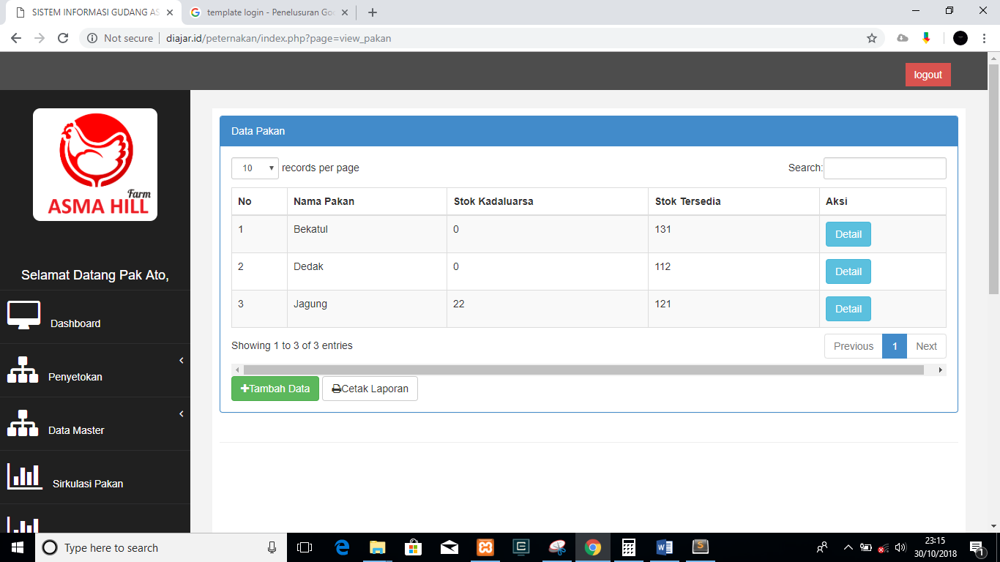 SISTEM INFORMASI GUDANG AS
template login - Penelusuran Goo
Not secure | diajar.id/peternakan/index.php?page=view_pakan
logout
Farm
ASMA HILL
Selamat Datang Pak Ato,
Dashboard
Penyetokan
Data Master
Sirkulasi Pakan
Data Pakan
10 records per page Search:
No Nama Pakan Stok Kadaluarsa Stok Tersedia Aksi
1 Bekatul 0 131 Detail
2 Dedak 0 112 Detail
3 Jagung 22 121 Detail
Showing 1 to 3 of 3 entries Previous 1 Next
Tambah Data Cetak Laporan
Type here to search
23:15
30/10/2018
1